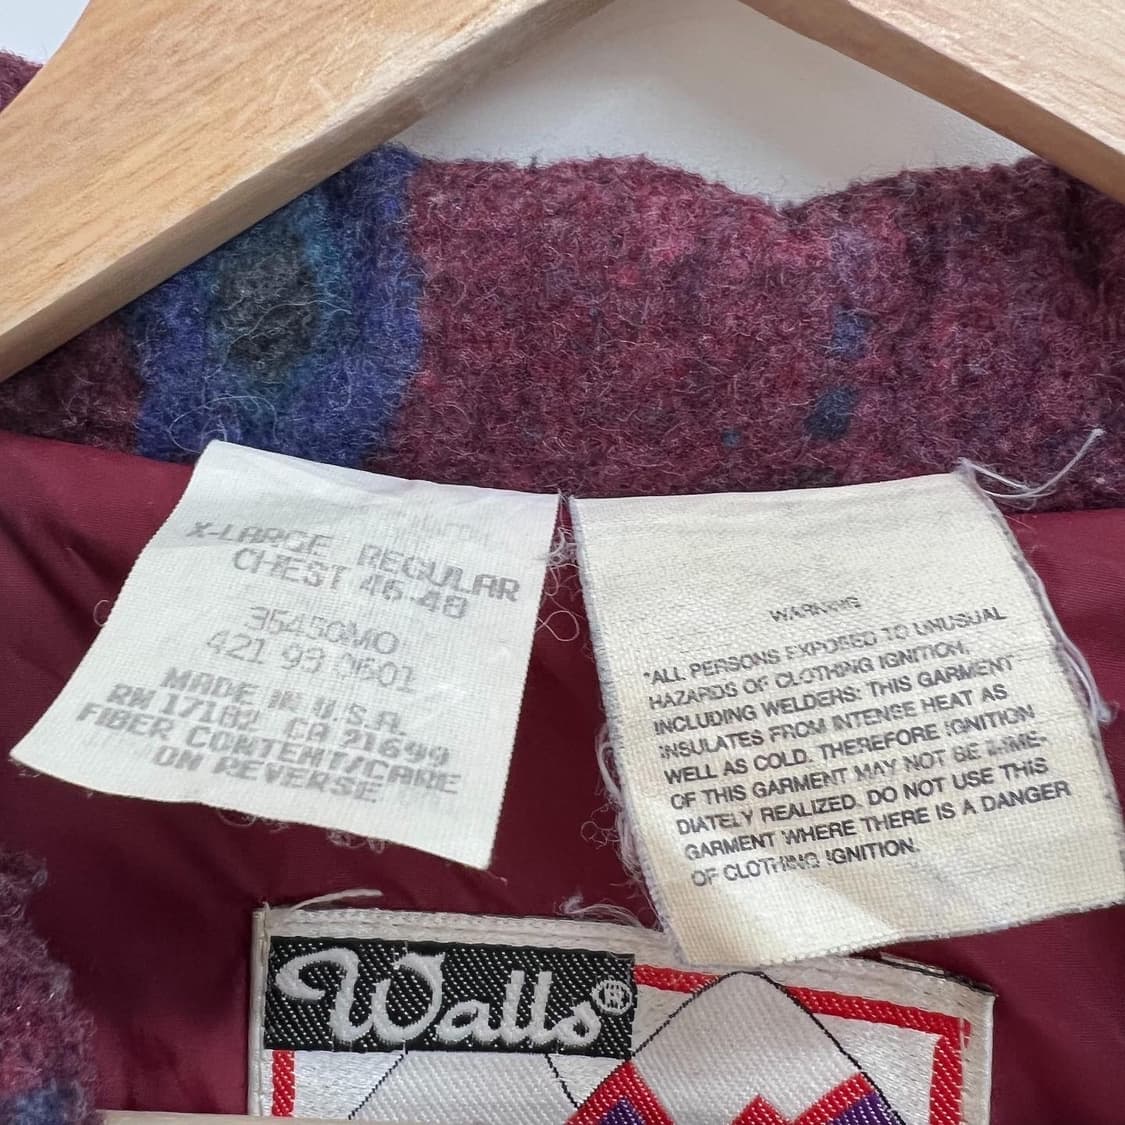 X-LARGE REGULAR
CHEST 46-48
35450MO
421 99 0601
MADE IN U.S.A.
RN 17182 CA 21699
FIBER CONTENT/CARE
ON REVERSE
WARNING
"ALL PERSONS EXPOSED TO UNUSUAL
HAZARDS OF CLOTHING IGNITION,
INCLUDING WELDERS: THIS GARMENT
INSULATES FROM INTENSE HEAT AS
WELL AS COLD. THEREFORE IGNITION
OF THIS GARMENT MAY NOT BE IMME-
DIATELY REALIZED. DO NOT USE THIS
GARMENT WHERE THERE IS A DANGER
OF CLOTHING IGNITION.
Walls®